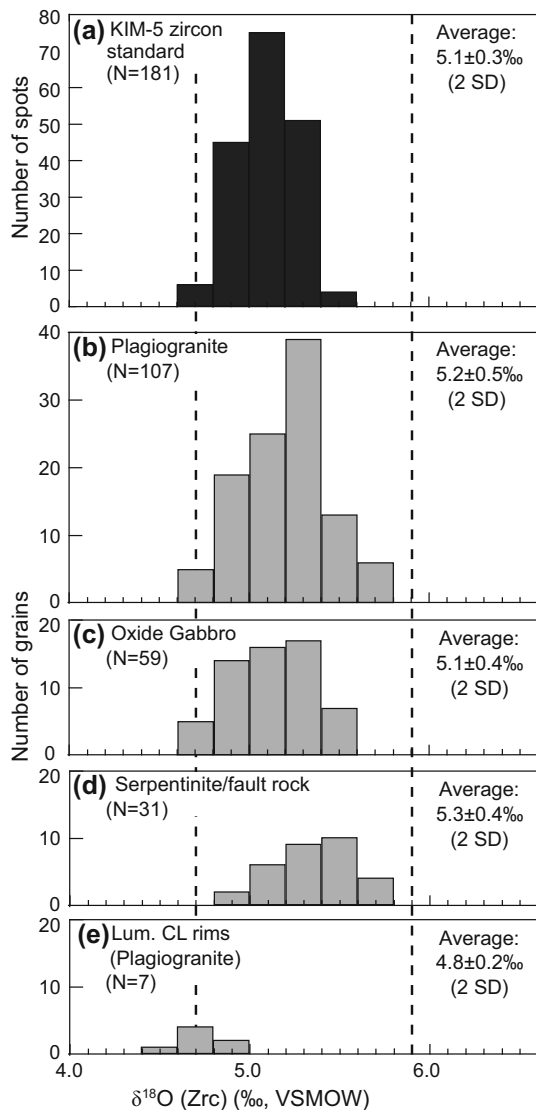 80
70
60
50
40
30
20
10
0
Number of spots
(a) KIM-5 zircon
standard
(N=181)
Average:
5.1±0.3‰
(2 SD)
40
30
20
10
0
(b) Plagiogranite
(N=107)
Average:
5.2±0.5‰
(2 SD)
Number of grains
20
10
0
(c) Oxide Gabbro
(N=59)
Average:
5.1±0.4‰
(2 SD)
20
10
0
(d) Serpentinite/fault rock
(N=31)
Average:
5.3±0.4‰
(2 SD)
20
10
0
(e) Lum. CL rims
(Plagiogranite)
(N=7)
Average:
4.8±0.2‰
(2 SD)
4.0 5.0 6.0
δ¹⁸O (Zrc) (‰, VSMOW)